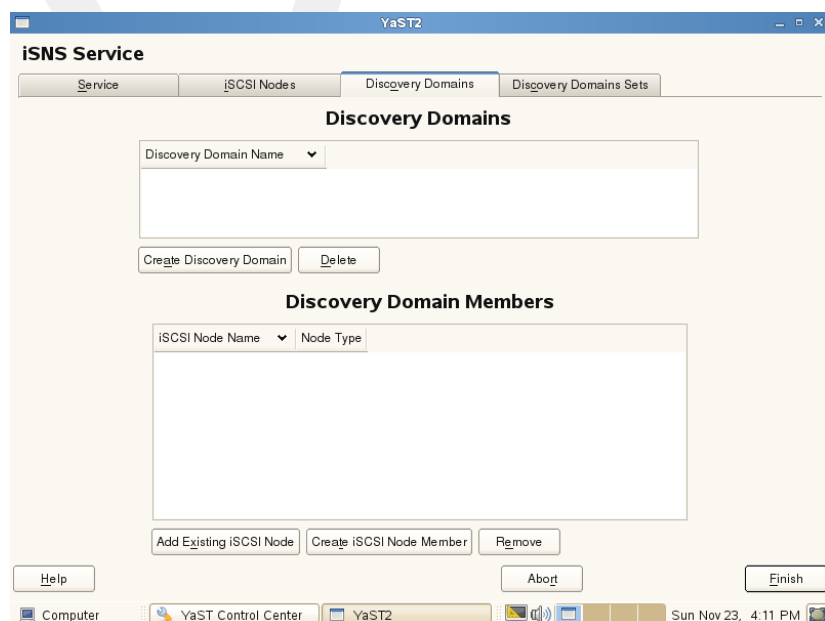 YaST2
iSNS Service
Service iSCSI Nodes Discovery Domains Discovery Domains Sets
Discovery Domains
Discovery Domain Name
Create Discovery Domain Delete
Discovery Domain Members
iSCSI Node Name Node Type
Add Existing iSCSI Node Create iSCSI Node Member Remove
Help Abort Finish
Computer YaST Control Center YaST2 Sun Nov 23, 4:11 PM